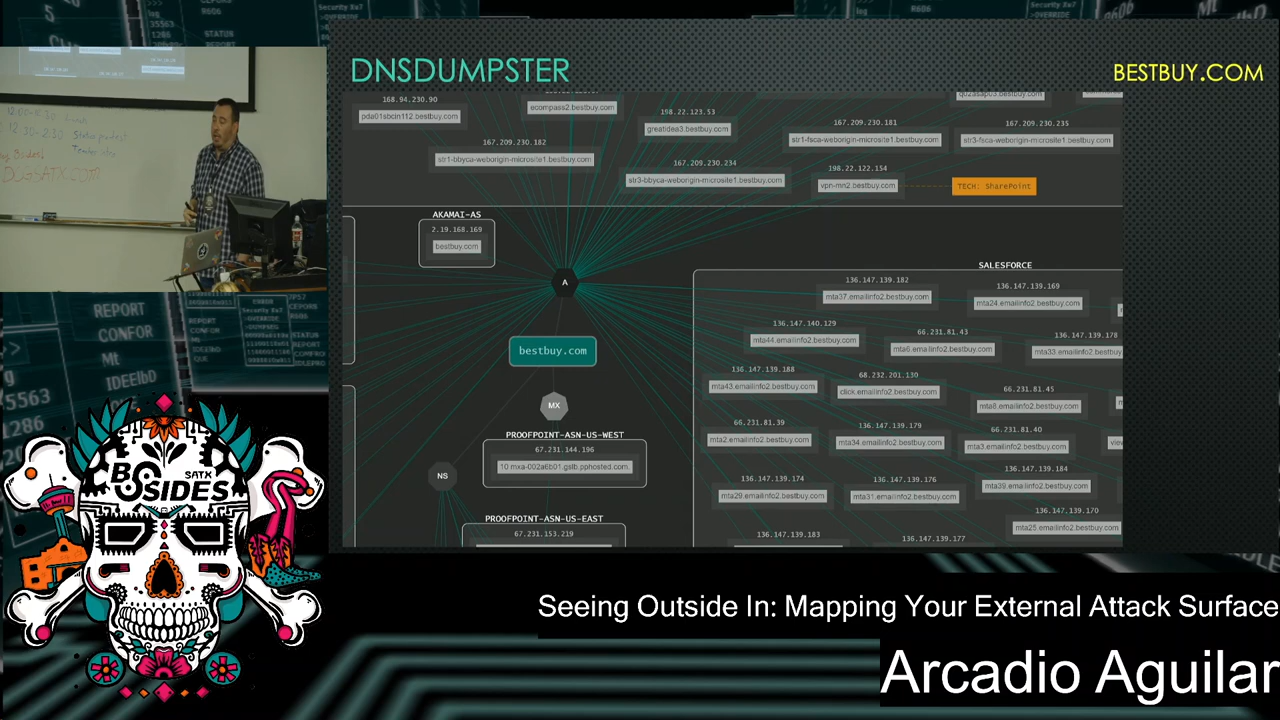 DNSDUMPSTER
BESTBUY.COM
168.94.230.90
pda01sbcin112.bestbuy.com
ecompass2.bestbuy.com
198.22.123.53
greatidea3.bestbuy.com
167.209.230.181
str1-fsca-weborigin-microsite1.bestbuy.com
167.209.230.235
str3-fsca-weborigin-microsite1.bestbuy.com
167.209.230.182
str1-bbyca-weborigin-microsite1.bestbuy.com
167.209.230.234
str3-bbyca-weborigin-microsite1.bestbuy.com
198.22.122.154
vpn-mn2.bestbuy.com
TECH: SharePoint
AKAMAI-AS
2.19.168.169
bestbuy.com
A
bestbuy.com
MX
PROOFPOINT-ASN-US-WEST
67.231.144.196
10 mxa-002a6b01.gslb.pphosted.com.
NS
PROOFPOINT-ASN-US-EAST
67.231.153.219
SALESFORCE
136.147.139.182
mta37.emailinfo2.bestbuy.com
136.147.139.169
mta24.emailinfo2.bestbuy.com
136.147.140.129
mta44.emailinfo2.bestbuy.com
66.231.81.43
mta6.emailinfo2.bestbuy.com
136.147.139.178
mta33.emailinfo2.bestbuy
136.147.139.188
mta43.emailinfo2.bestbuy.com
68.232.201.130
click.emailinfo2.bestbuy.com
66.231.81.45
mta8.emailinfo2.bestbuy.com
66.231.81.39
mta2.emailinfo2.bestbuy.com
136.147.139.179
mta34.emailinfo2.bestbuy.com
66.231.81.40
mta3.emailinfo2.bestbuy.com
136.147.139.174
mta29.emailinfo2.bestbuy.com
136.147.139.176
mta31.emailinfo2.bestbuy.com
136.147.139.184
mta39.emailinfo2.bestbuy.com
136.147.139.170
mta25.emailinfo2.bestbuy.com
136.147.139.183
136.147.139.177
REPORT
CONFOR
Mt
IDEElbD
BSIDES
SATX
Seeing Outside In: Mapping Your External Attack Surface
Arcadio Aguilar